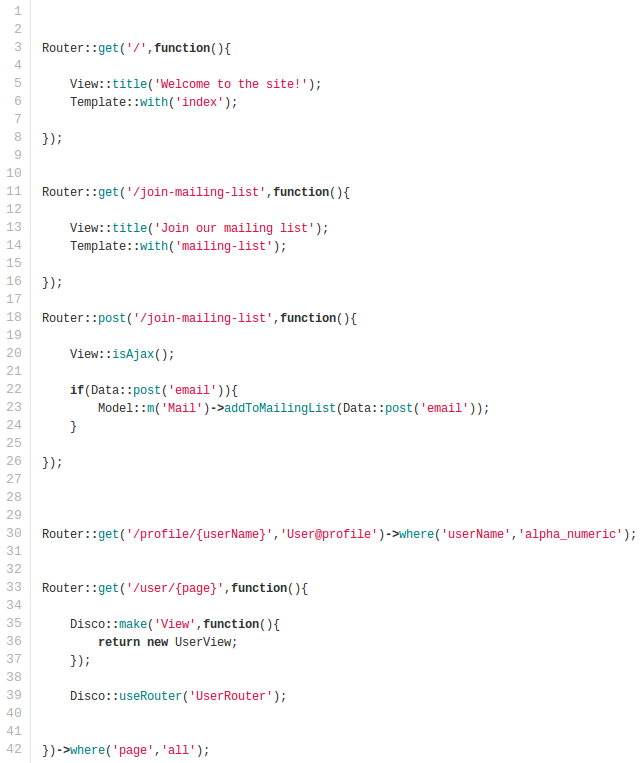 1
2
3 Router::get('/',function(){
4
5     View::title('Welcome to the site!');
6     Template::with('index');
7
8 });
9
10
11 Router::get('/join-mailing-list',function(){
12
13     View::title('Join our mailing list');
14     Template::with('mailing-list');
15
16 });
17
18 Router::post('/join-mailing-list',function(){
19
20     View::isAjax();
21
22     if(Data::post('email')){
23         Model::m('Mail')->addToMailingList(Data::post('email'));
24     }
25
26 });
27
28
29
30 Router::get('/profile/{userName}','User@profile')->where('userName','alpha_numeric');
31
32
33 Router::get('/user/{page}',function(){
34
35     Disco::make('View',function(){
36         return new UserView;
37     });
38
39     Disco::useRouter('UserRouter');
40
41
42 })->where('page','all');